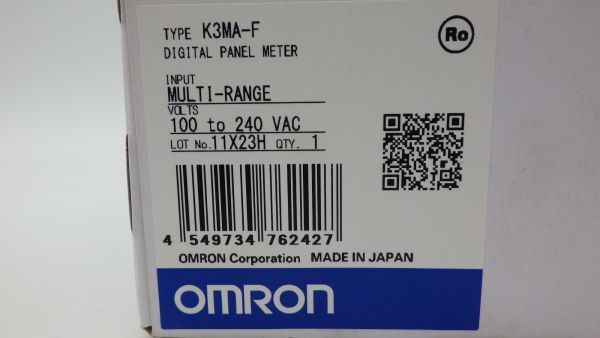 TYPE K3MA-F
Ro
DIGITAL PANEL METER
INPUT
MULTI-RANGE
VOLTS
100 to 240 VAC
LOT No. 11X23H QTY. 1
4 549734 762427
OMRON Corporation MADE IN JAPAN
OMRON